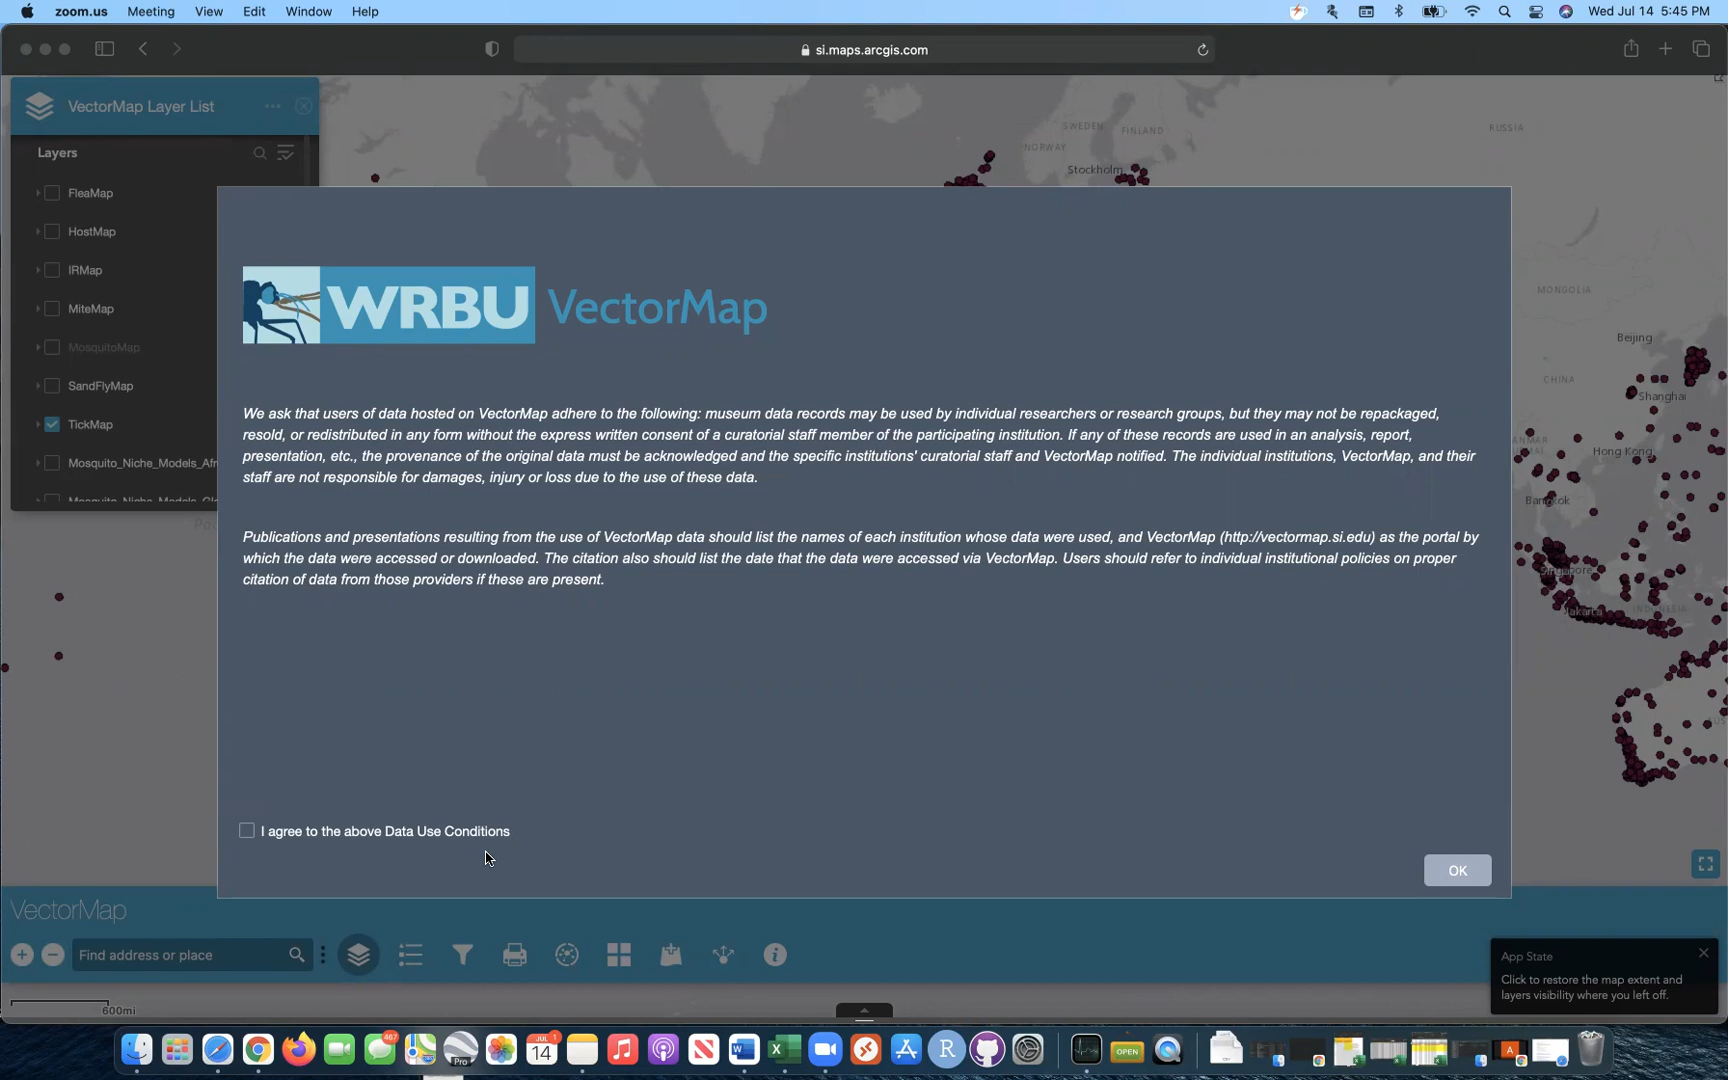 zoom.us Meeting View Edit Window Help
Wed Jul 14 5:45 PM
si.maps.arcgis.com
VectorMap Layer List
Layers
FleaMap
HostMap
IRMap
MiteMap
MosquitoMap
SandFlyMap
TickMap
Mosquito_Niche_Models_Afr
SWEDEN
FINLAND
NORWAY
Stockholm
RUSSIA
MONGOLIA
Beijing
CHINA
Shanghai
Hong Kong
Bangkok
Singapore
Jakarta
INDONESIA
WRBU VectorMap
We ask that users of data hosted on VectorMap adhere to the following: museum data records may be used by individual researchers or research groups, but they may not be repackaged,
resold, or redistributed in any form without the express written consent of a curatorial staff member of the participating institution. If any of these records are used in an analysis, report,
presentation, etc., the provenance of the original data must be acknowledged and the specific institutions' curatorial staff and VectorMap notified. The individual institutions, VectorMap, and their
staff are not responsible for damages, injury or loss due to the use of these data.
Publications and presentations resulting from the use of VectorMap data should list the names of each institution whose data were used, and VectorMap (http://vectormap.si.edu) as the portal by
which the data were accessed or downloaded. The citation also should list the date that the data were accessed via VectorMap. Users should refer to individual institutional policies on proper
citation of data from those providers if these are present.
I agree to the above Data Use Conditions
OK
VectorMap
Find address or place
App State
Click to restore the map extent and
layers visibility where you left off.
600mi
467
Pro
JUL
14
1
W
X
R
OPEN